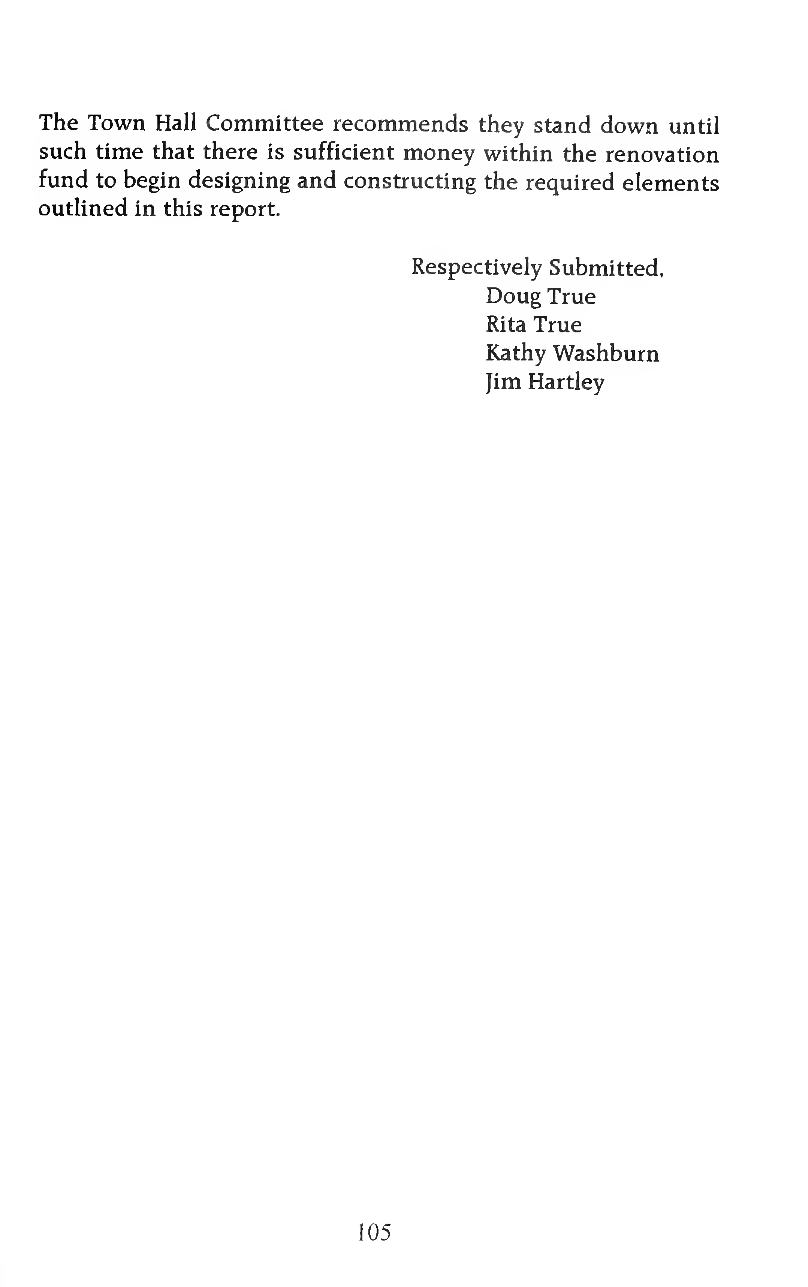 The Town Hall Committee recommends they stand down until
such time that there is sufficient money within the renovation
fund to begin designing and constructing the required elements
outlined in this report.
Respectively Submitted,
Doug True
Rita True
Kathy Washburn
Jim Hartley
105